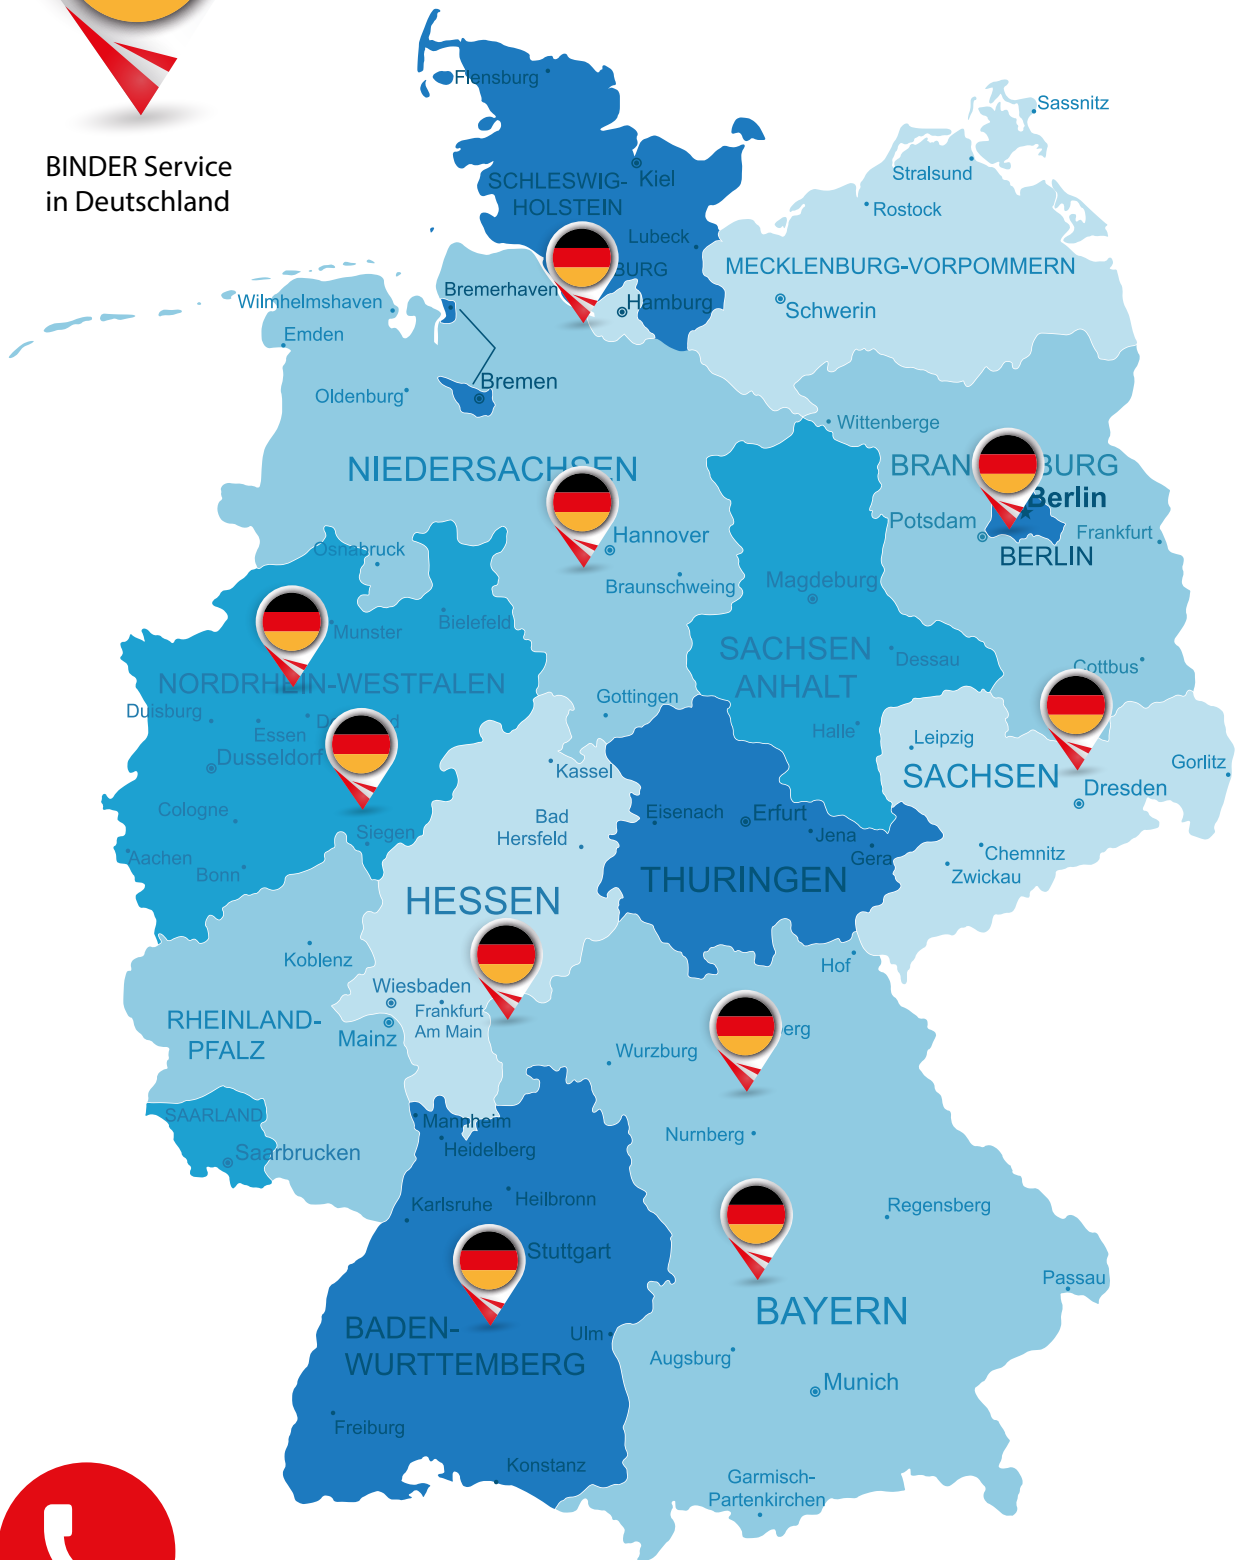 BINDER Service
in Deutschland
Flensburg
Sassnitz
Stralsund
Kiel
SCHLESWIG-
HOLSTEIN
Rostock
Lubeck
MECKLENBURG-VORPOMMERN
BURG
Bremerhaven
Wilmhelmshaven
Hamburg
Schwerin
Emden
Bremen
Oldenburg
Wittenberge
NIEDERSACHSEN
BRAN BURG
Berlin
Potsdam
Frankfurt
Hannover
Osnabruck
BERLIN
Braunschweing
Magdeburg
Munster
Bielefeld
SACHSEN
ANHALT
Dessau
Cottbus
NORDRHEIN-WESTFALEN
Gottingen
Duisburg
Essen
Halle
Leipzig
Dusseldorf
Kassel
SACHSEN
Gorlitz
Dresden
Cologne
Bad
Hersfeld
Eisenach
Erfurt
Siegen
Jena
Gera
Chemnitz
Aachen
Bonn
Zwickau
THURINGEN
HESSEN
Koblenz
Hof
Wiesbaden
Frankfurt
Am Main
RHEINLAND-
PFALZ
Mainz
erg
Wurzburg
SAARLAND
Mannheim
Nurnberg
Saarbrucken
Heidelberg
Karlsruhe
Heilbronn
Regensberg
Stuttgart
Passau
BAYERN
BADEN-
WURTTEMBERG
Ulm
Augsburg
Munich
Freiburg
Konstanz
Garmisch-
Partenkirchen